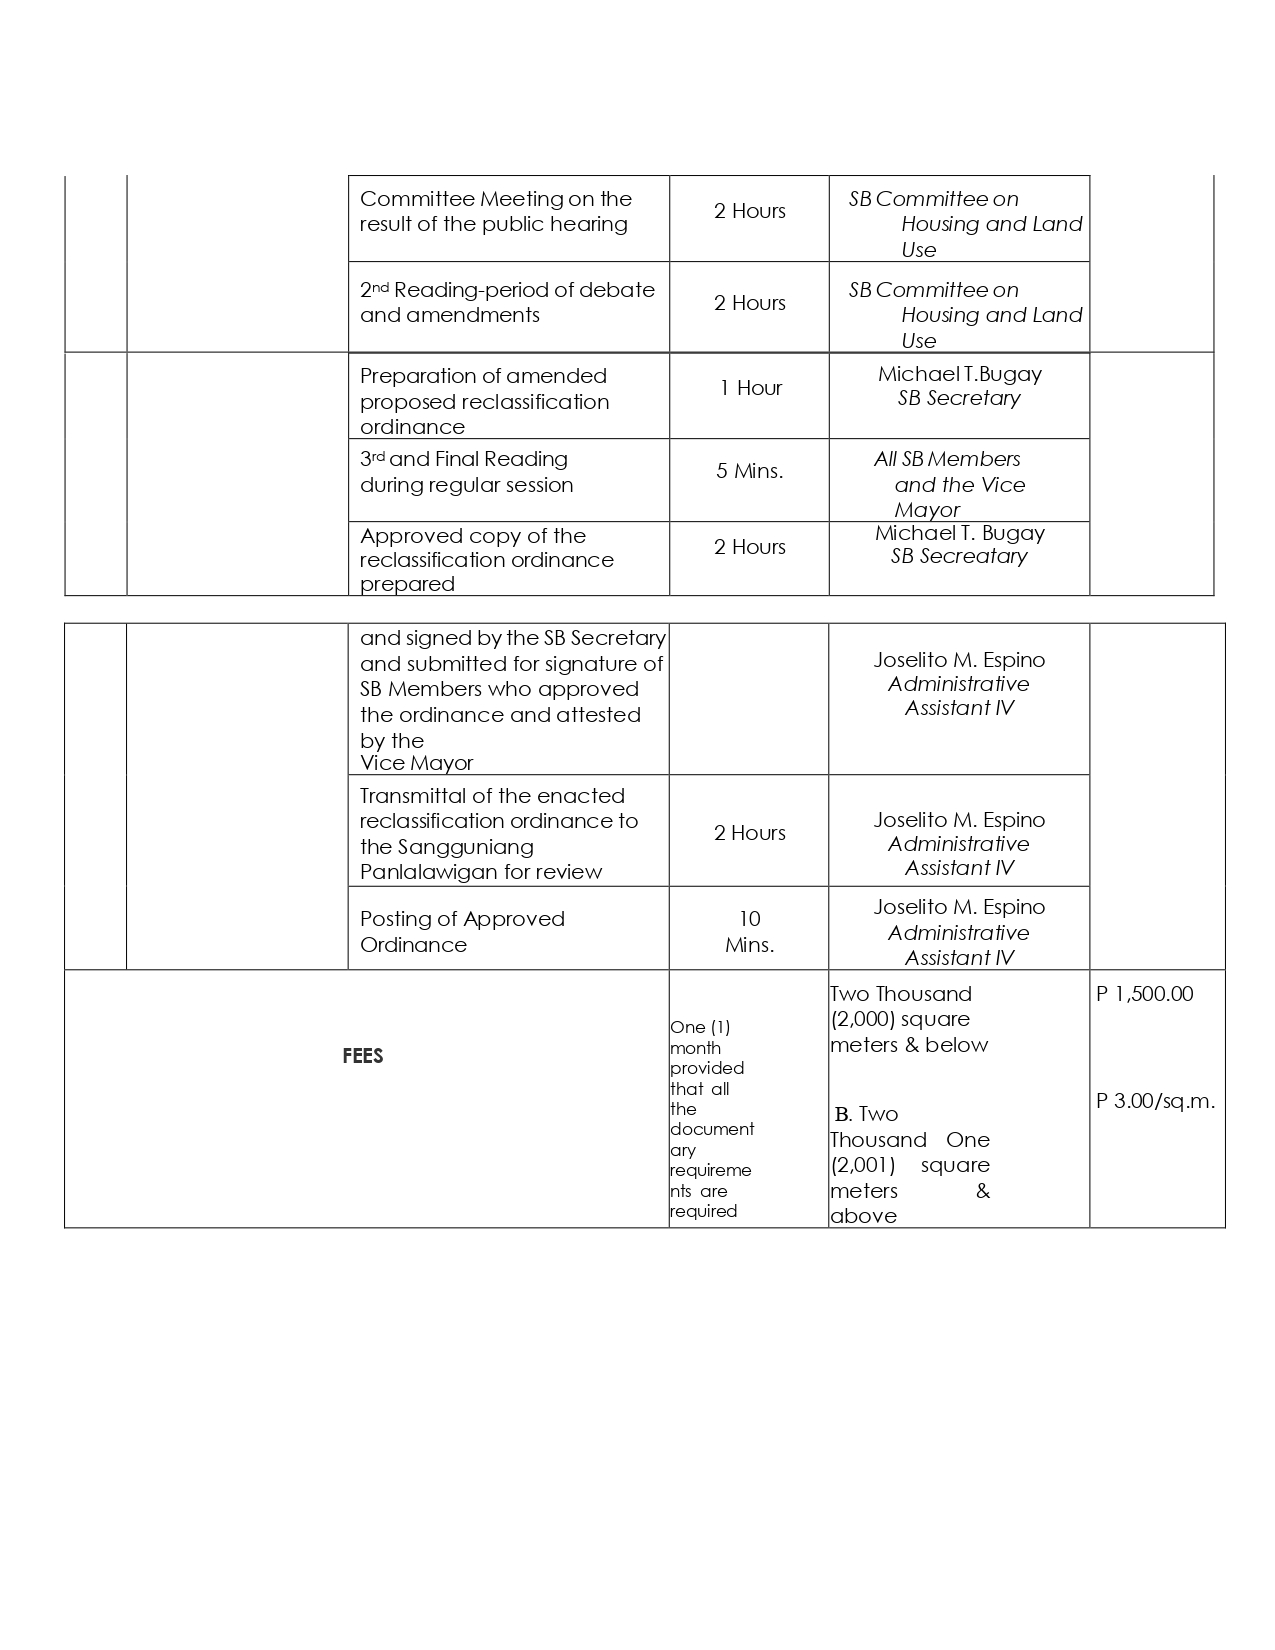 Committee Meeting on the
result of the public hearing
2 Hours
SB Committee on
Housing and Land
Use
2nd Reading-period of debate
and amendments
2 Hours
SB Committee on
Housing and Land
Use
Preparation of amended
proposed reclassification
ordinance
1 Hour
Michael T.Bugay
SB Secretary
3rd and Final Reading
during regular session
5 Mins.
All SB Members
and the Vice
Mayor
Approved copy of the
reclassification ordinance
prepared
2 Hours
Michael T. Bugay
SB Secreatary
and signed by the SB Secretary
and submitted for signature of
SB Members who approved
the ordinance and attested
by the
Vice Mayor
Joselito M. Espino
Administrative
Assistant IV
Transmittal of the enacted
reclassification ordinance to
the Sangguniang
Panlalawigan for review
2 Hours
Joselito M. Espino
Administrative
Assistant IV
Posting of Approved
Ordinance
10
Mins.
Joselito M. Espino
Administrative
Assistant IV
FEES
One (1)
month
provided
that all
the
document
ary
requireme
nts are
required
Two Thousand
(2,000) square
meters & below
B. Two
Thousand One
(2,001) square
meters &
above
P 1,500.00
P 3.00/sq.m.